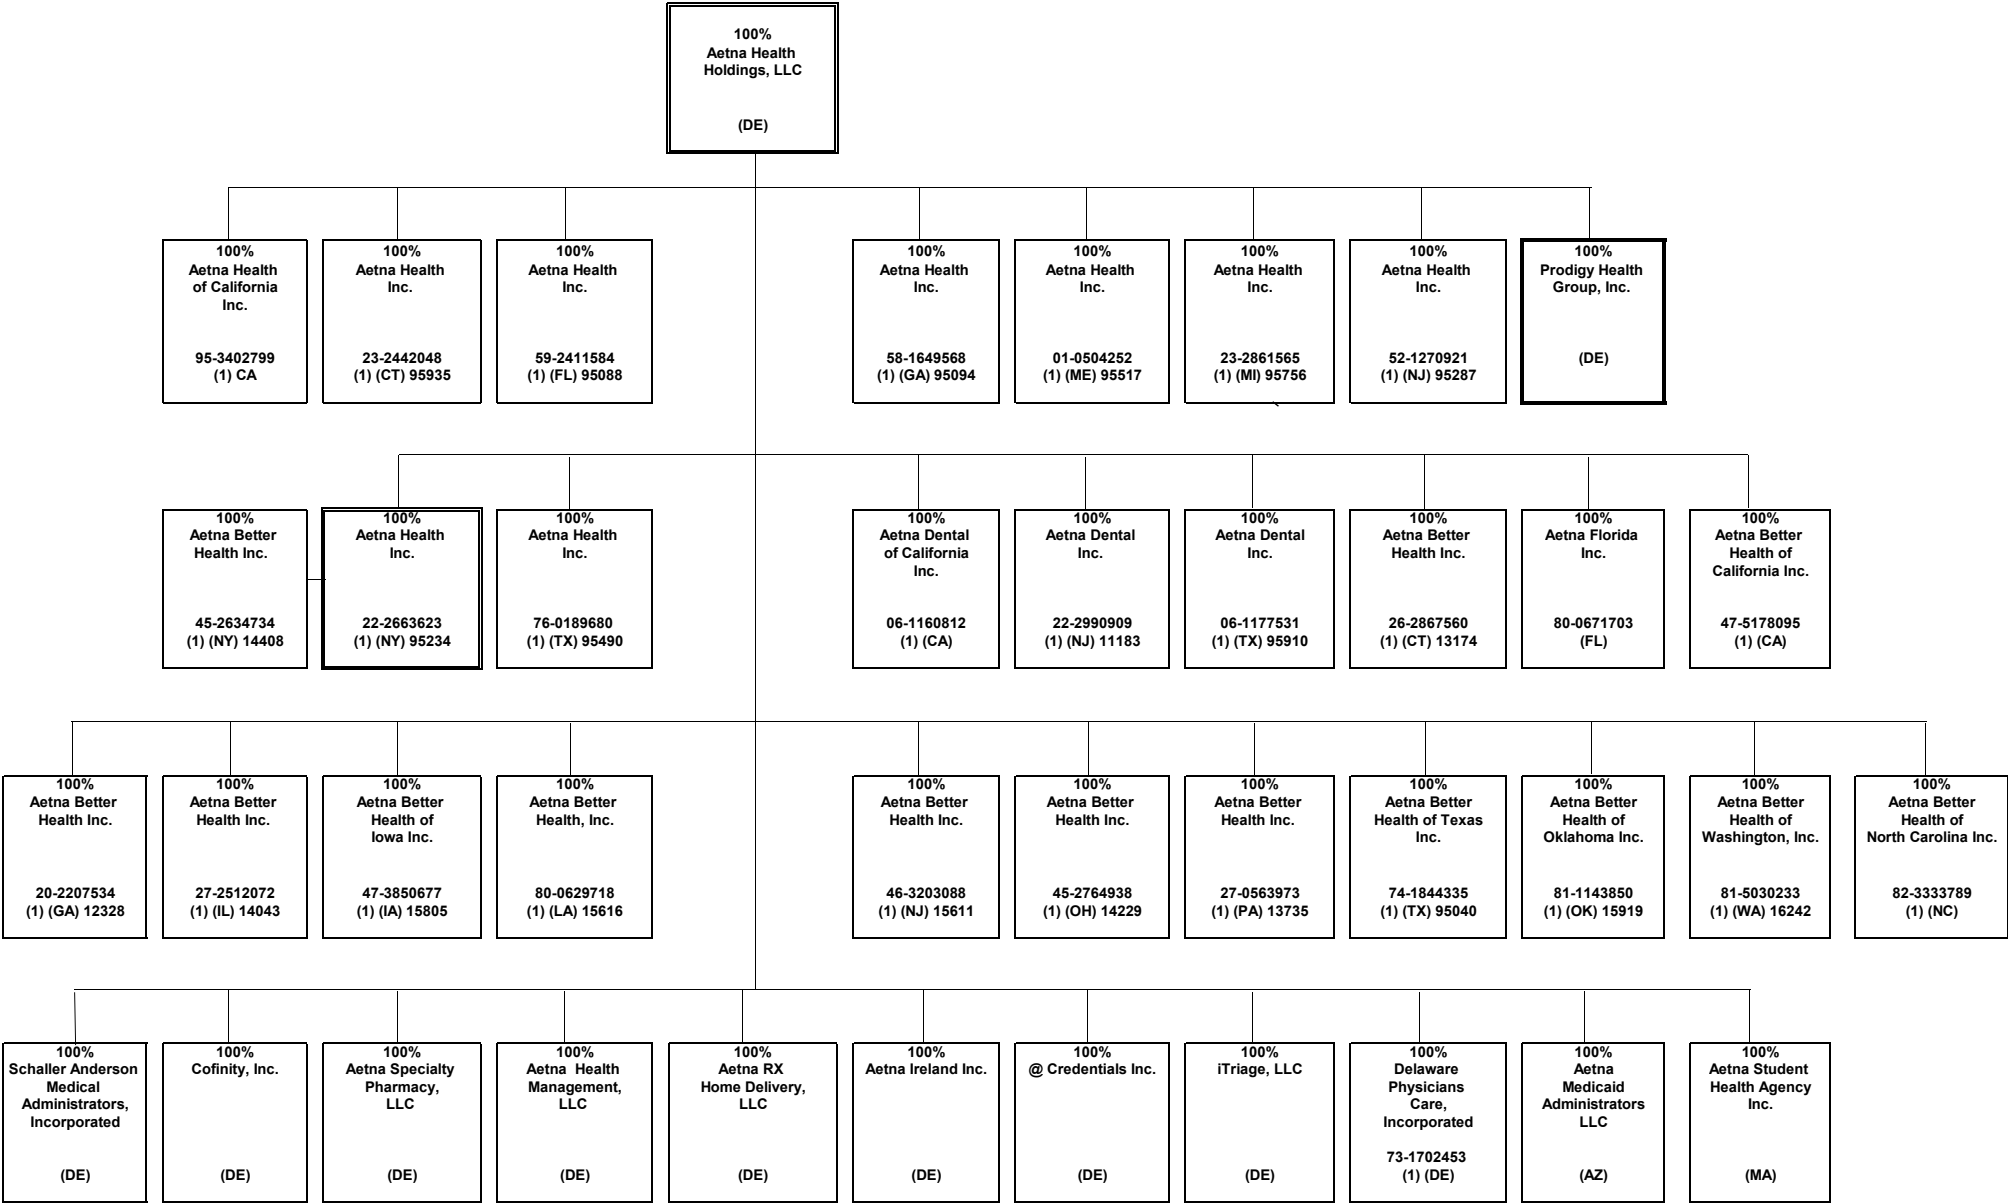 100%
Aetna Health
Holdings, LLC
(DE)
100%
Aetna Health
of California
Inc.
95-3402799
(1) CA
100%
Aetna Health
Inc.
23-2442048
(1) (CT) 95935
100%
Aetna Health
Inc.
59-2411584
(1) (FL) 95088
100%
Aetna Health
Inc.
58-1649568
(1) (GA) 95094
100%
Aetna Health
Inc.
01-0504252
(1) (ME) 95517
100%
Aetna Health
Inc.
23-2861565
(1) (MI) 95756
100%
Aetna Health
Inc.
52-1270921
(1) (NJ) 95287
100%
Prodigy Health
Group, Inc.
(DE)
100%
Aetna Better
Health Inc.
45-2634734
(1) (NY) 14408
100%
Aetna Health
Inc.
22-2663623
(1) (NY) 95234
100%
Aetna Health
Inc.
76-0189680
(1) (TX) 95490
100%
Aetna Dental
of California
Inc.
06-1160812
(1) (CA)
100%
Aetna Dental
Inc.
22-2990909
(1) (NJ) 11183
100%
Aetna Dental
Inc.
06-1177531
(1) (TX) 95910
100%
Aetna Better
Health Inc.
26-2867560
(1) (CT) 13174
100%
Aetna Florida
Inc.
80-0671703
(FL)
100%
Aetna Better
Health of
California Inc.
47-5178095
(1) (CA)
100%
Aetna Better
Health Inc.
20-2207534
(1) (GA) 12328
100%
Aetna Better
Health Inc.
27-2512072
(1) (IL) 14043
100%
Aetna Better
Health of
Iowa Inc.
47-3850677
(1) (IA) 15805
100%
Aetna Better
Health, Inc.
80-0629718
(1) (LA) 15616
100%
Aetna Better
Health Inc.
46-3203088
(1) (NJ) 15611
100%
Aetna Better
Health Inc.
45-2764938
(1) (OH) 14229
100%
Aetna Better
Health Inc.
27-0563973
(1) (PA) 13735
100%
Aetna Better
Health of Texas
Inc.
74-1844335
(1) (TX) 95040
100%
Aetna Better
Health of
Oklahoma Inc.
81-1143850
(1) (OK) 15919
100%
Aetna Better
Health of
Washington, Inc.
81-5030233
(1) (WA) 16242
100%
Aetna Better
Health of
North Carolina Inc.
82-3333789
(1) (NC)
100%
Schaller Anderson
Medical
Administrators,
Incorporated
(DE)
100%
Cofinity, Inc.
(DE)
100%
Aetna Specialty
Pharmacy,
LLC
(DE)
100%
Aetna Health
Management,
LLC
(DE)
100%
Aetna RX
Home Delivery,
LLC
(DE)
100%
Aetna Ireland Inc.
(DE)
100%
@ Credentials Inc.
(DE)
100%
iTriage, LLC
(DE)
100%
Delaware
Physicians
Care,
Incorporated
73-1702453
(1) (DE)
100%
Aetna
Medicaid
Administrators
LLC
(AZ)
100%
Aetna Student
Health Agency
Inc.
(MA)